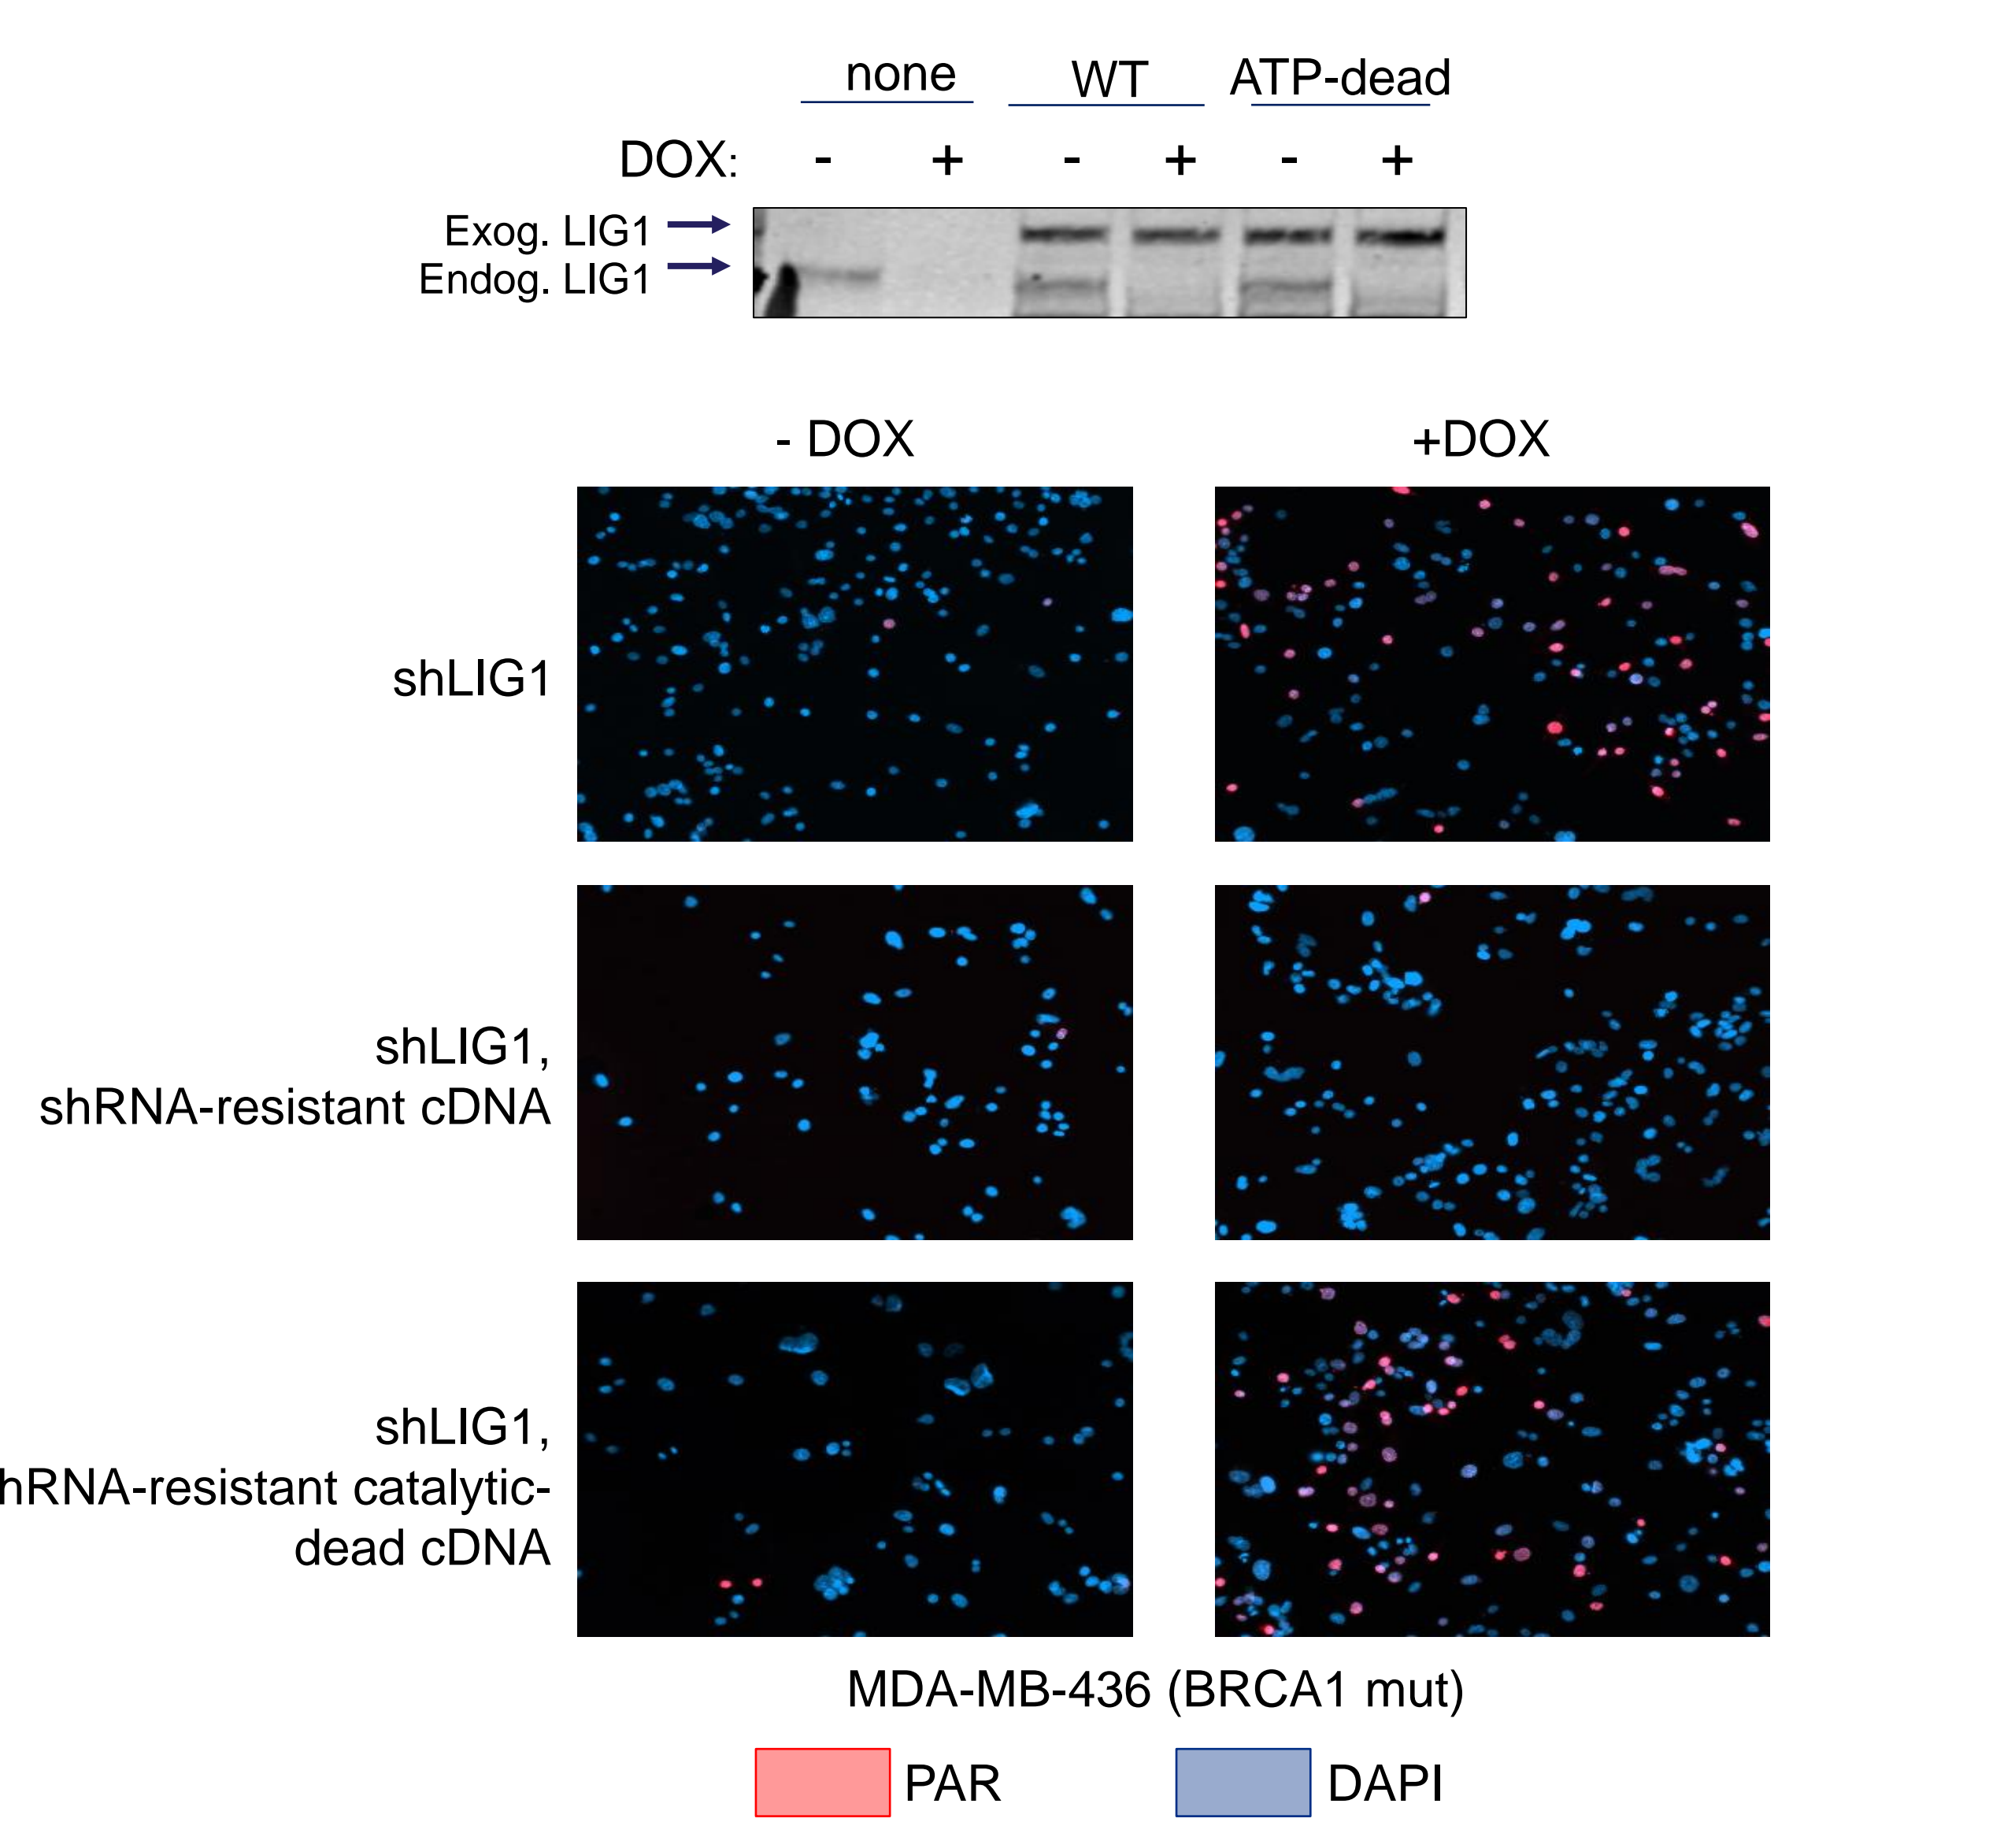 none WT ATP-dead
DOX: - + - + - +
Exog. LIG1
Endog. LIG1
- DOX +DOX
shLIG1
shLIG1,
shRNA-resistant cDNA
shLIG1,
hRNA-resistant catalytic-
dead cDNA
MDA-MB-436 (BRCA1 mut)
PAR DAPI